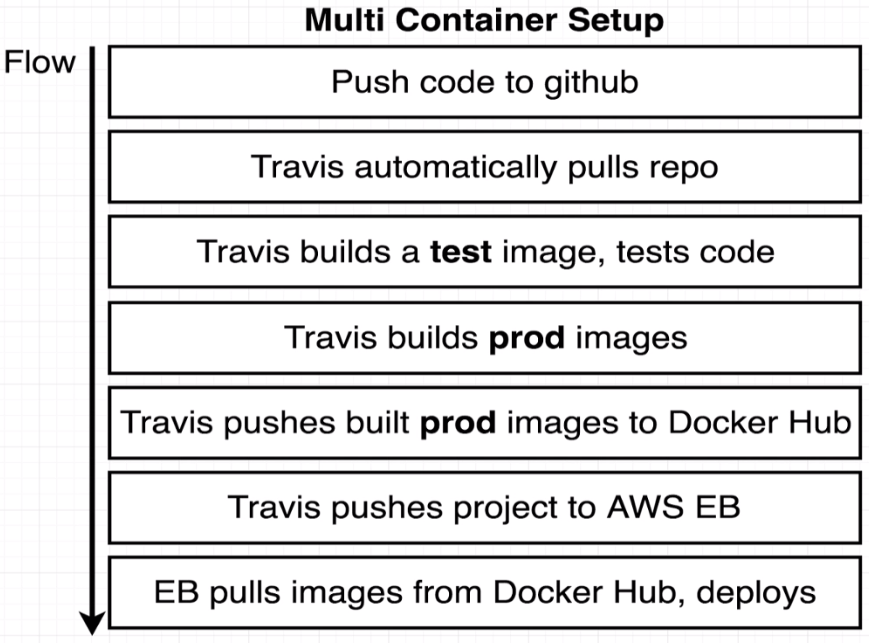 Multi Container Setup
Flow
Push code to github
Travis automatically pulls repo
Travis builds a test image, tests code
Travis builds prod images
Travis pushes built prod images to Docker Hub
Travis pushes project to AWS EB
EB pulls images from Docker Hub, deploys